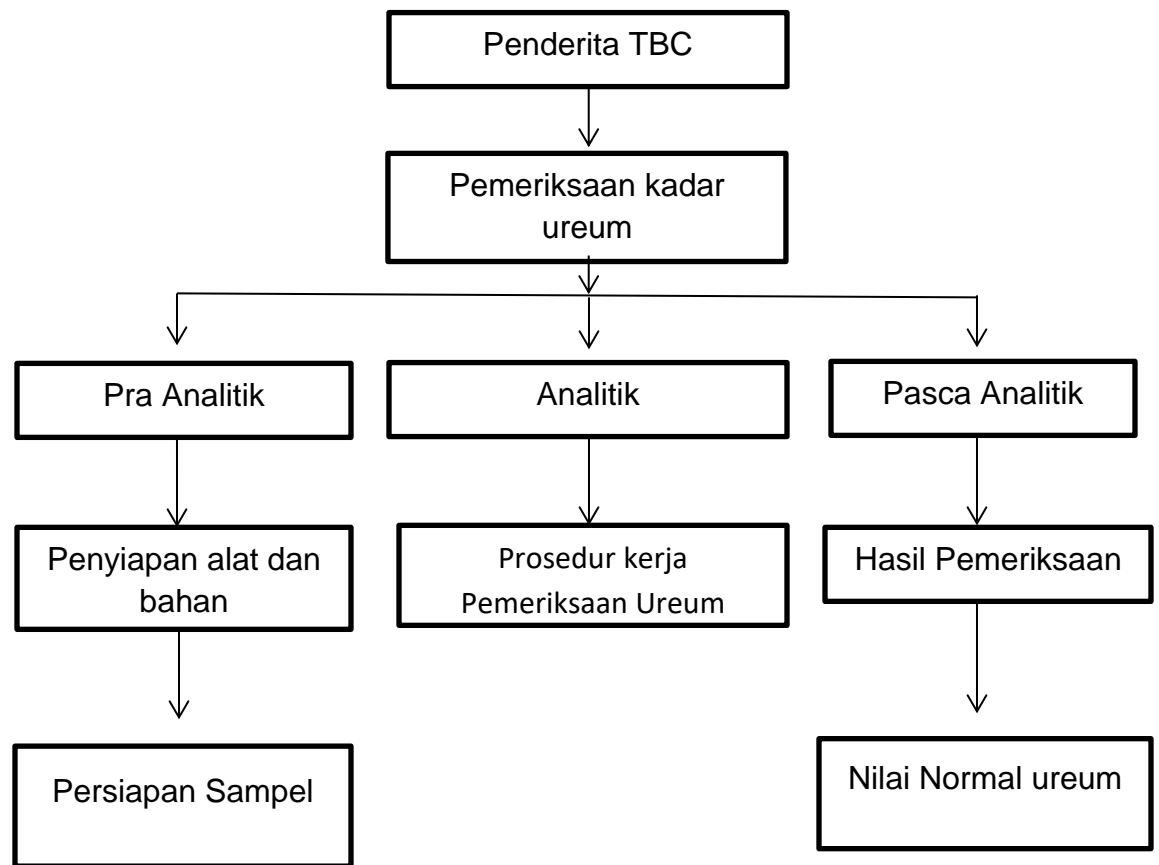 Penderita TBC
Pemeriksaan kadar
ureum
Pra Analitik
Analitik
Pasca Analitik
Penyiapan alat dan
bahan
Prosedur kerja
Pemeriksaan Ureum
Hasil Pemeriksaan
Persiapan Sampel
Nilai Normal ureum